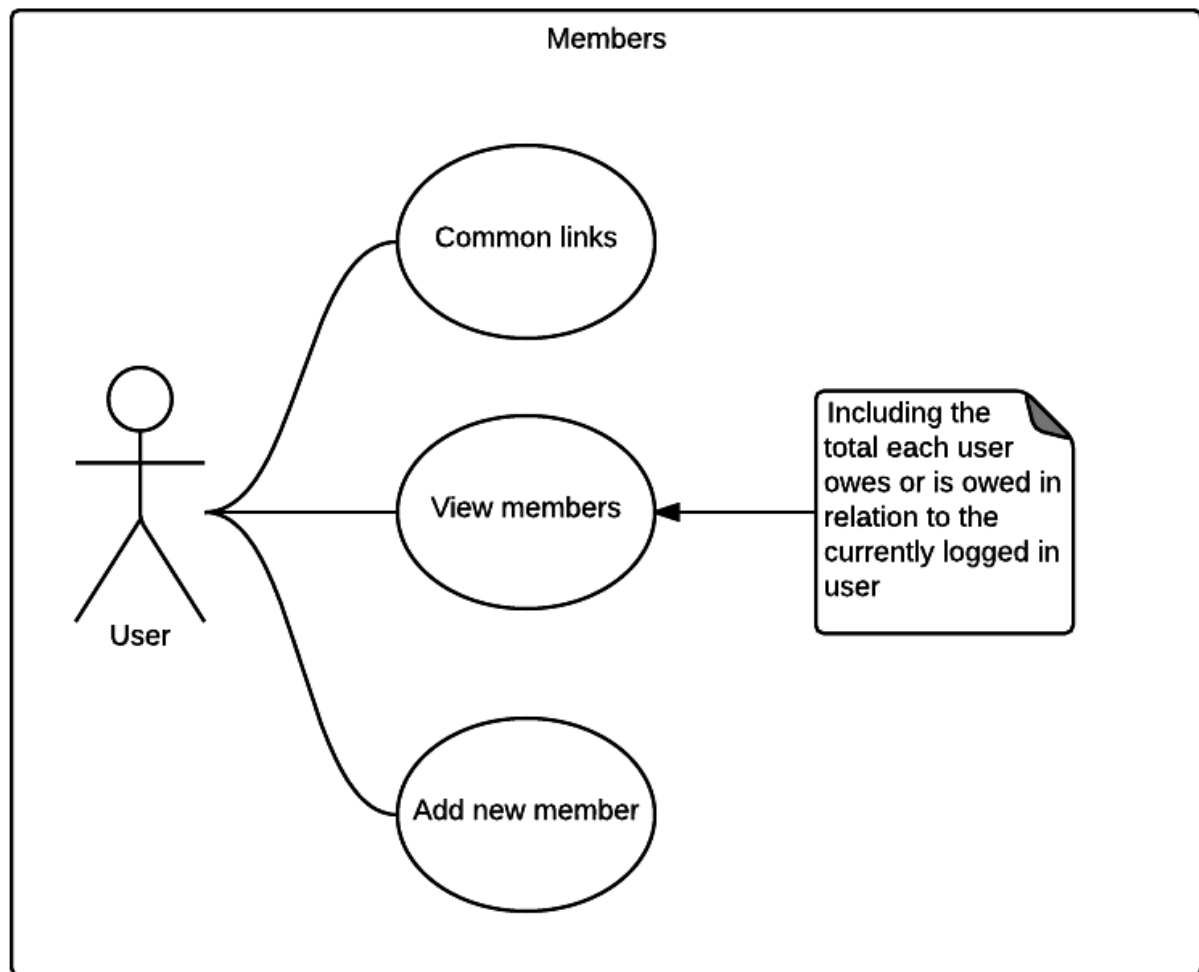 Members
Common links
User
View members
Including the
total each user
owes or is owed in
relation to the
currently logged in
user
Add new member